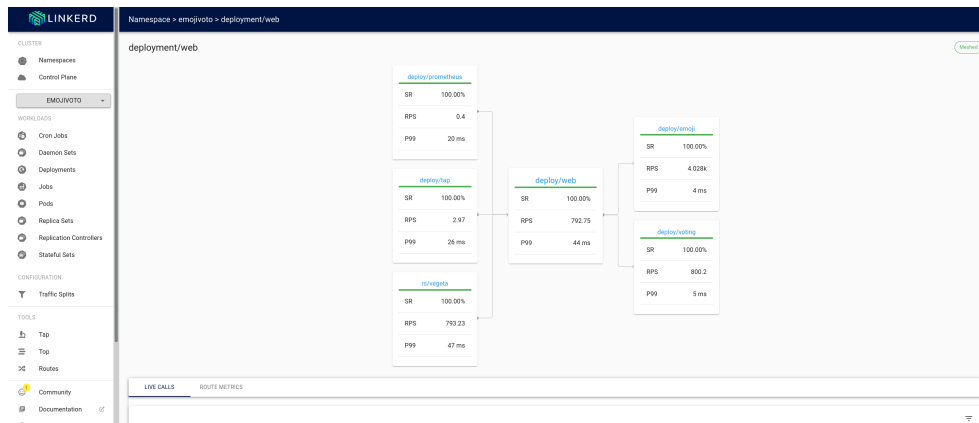 LINKERD
Namespace > emojivoto > deployment/web
CLUSTER
Namespaces
Control Plane
EMOJIVOTO
WORKLOADS
Cron Jobs
Daemon Sets
Deployments
Jobs
Pods
Replica Sets
Replication Controllers
Stateful Sets
CONFIGURATION
Traffic Splits
TOOLS
Tap
Top
Routes
1
Community
Documentation
deployment/web
Meshed
deploy/prometheus
SR 100.00%
RPS 0.4
P99 20 ms
deploy/tap
SR 100.00%
RPS 2.97
P99 26 ms
rs/vegeta
SR 100.00%
RPS 793.23
P99 47 ms
deploy/web
SR 100.00%
RPS 792.75
P99 44 ms
deploy/emoji
SR 100.00%
RPS 4.028k
P99 4 ms
deploy/voting
SR 100.00%
RPS 800.2
P99 5 ms
LIVE CALLS
ROUTE METRICS